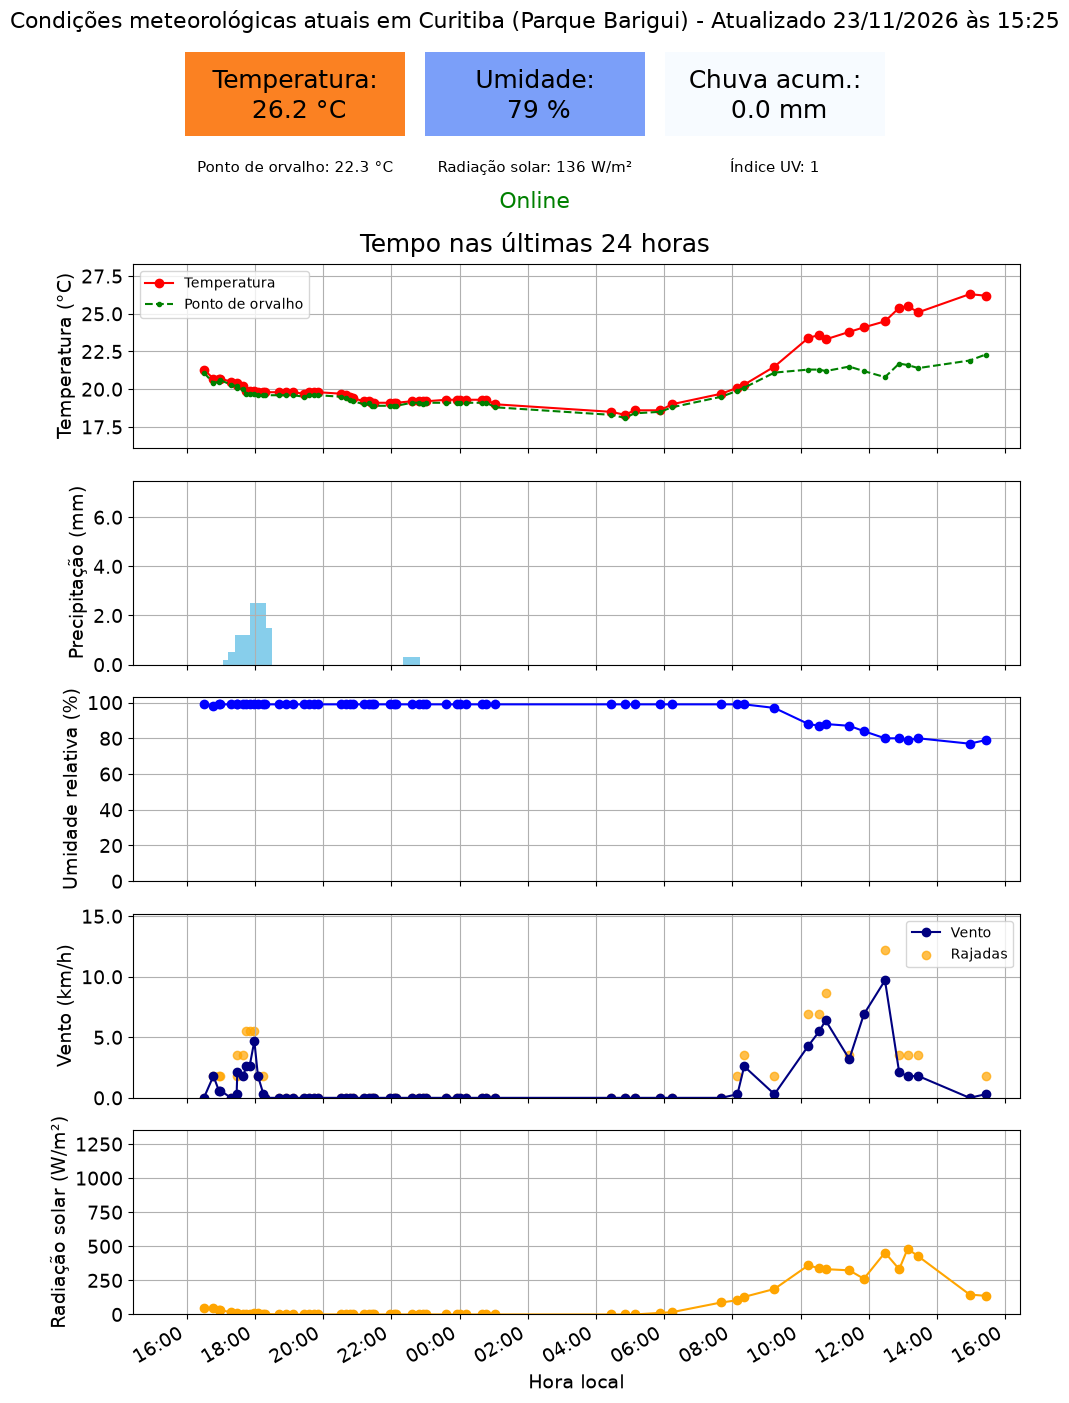 Condições meteorológicas atuais em Curitiba (Parque Barigui) - Atualizado 23/11/2026 às 15:25
Temperatura:
26.2 °C
Umidade:
79 %
Chuva acum.:
0.0 mm
Ponto de orvalho: 22.3 °C
Radiação solar: 136 W/m²
Índice UV: 1
Online
Tempo nas últimas 24 horas
Temperatura (°C)
27.5
25.0
22.5
20.0
17.5
Temperatura
Ponto de orvalho
Precipitação (mm)
6.0
4.0
2.0
0.0
Umidade relativa (%)
100
80
60
40
20
0
Vento (km/h)
15.0
10.0
5.0
0.0
Vento
Rajadas
Radiação solar (W/m²)
1250
1000
750
500
250
0
16:00
18:00
20:00
22:00
00:00
02:00
04:00
06:00
08:00
10:00
12:00
14:00
16:00
Hora local